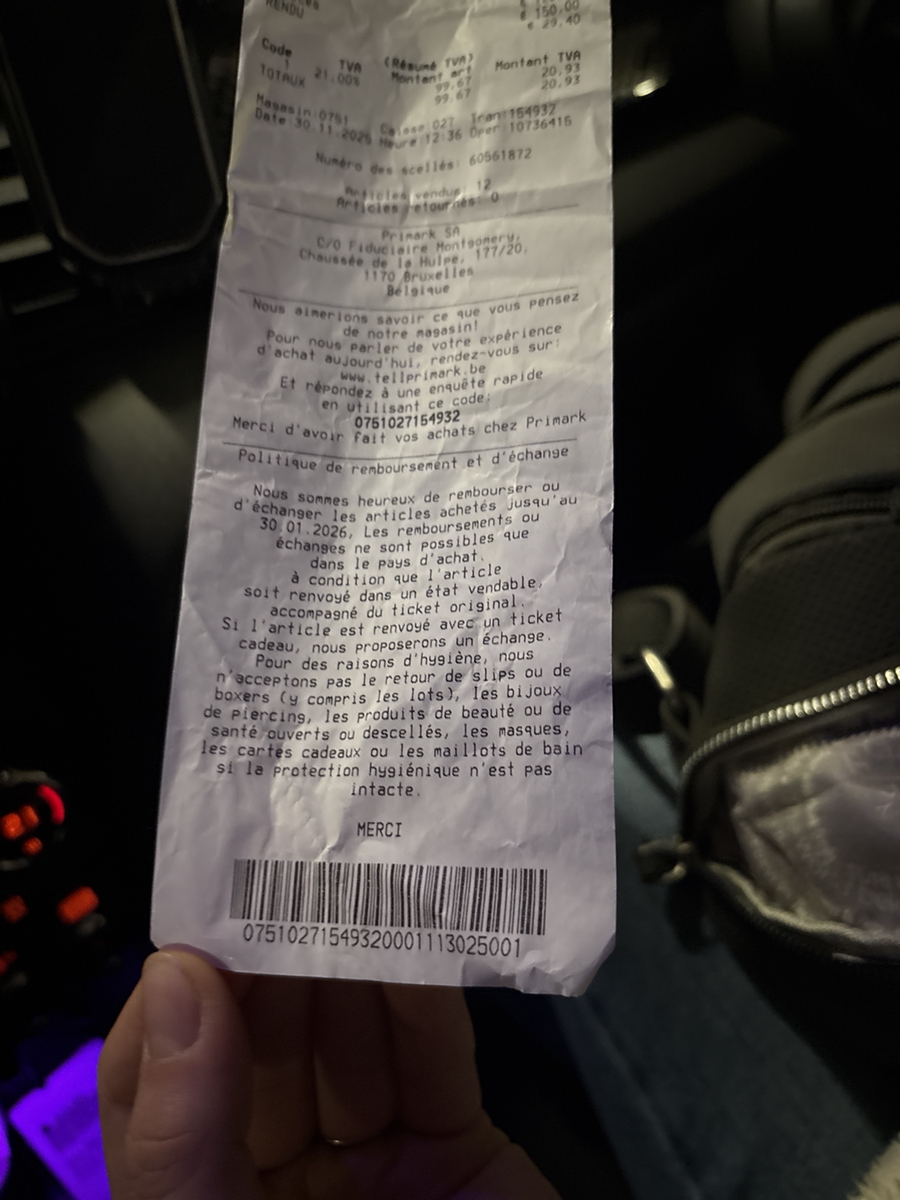 RENDU
€ 150.00
€ 29.40
Code TVA (Résumé TVA) Montant art Montant TVA
1 21.00% 99.67 20.93
TOTAUX 99.67 20.93
Magasin:0751 Caisse:027 Tran:154932
Date:30.11.2025 Heure:12:36 Oper:10736415
Numéro des scellés: 60561872
Articles vendup 12
Articles retournés: 0
Primark SA
C/O Fiduciaire Montgomery,
Chaussée de la Hulpe, 177/20,
1170 Bruxelles
Belgique
Nous aimerions savoir ce que vous pensez
de notre magasin!
Pour nous parler de votre expérience
d'achat aujourd'hui, rendez-vous sur:
www.tellprimark.be
Et répondez à une enquête rapide
en utilisant ce code:
0751027154932
Merci d'avoir fait vos achats chez Primark
Politique de remboursement et d'échange
Nous sommes heureux de rembourser ou
d'échanger les articles achetés jusqu'au
30.01.2026, Les remboursements ou
échanges ne sont possibles que
dans le pays d'achat.
à condition que l'article
soit renvoyé dans un état vendable,
accompagné du ticket original.
Si l'article est renvoyé avec un ticket
cadeau, nous proposerons un échange.
Pour des raisons d'hygiène, nous
n'acceptons pas le retour de slips ou de
boxers (y compris les lots), les bijoux
de piercing, les produits de beauté ou de
santé ouverts ou descellés, les masques,
les cartes cadeaux ou les maillots de bain
si la protection hygiénique n'est pas
intacte.
MERCI
07510271549320001113025001